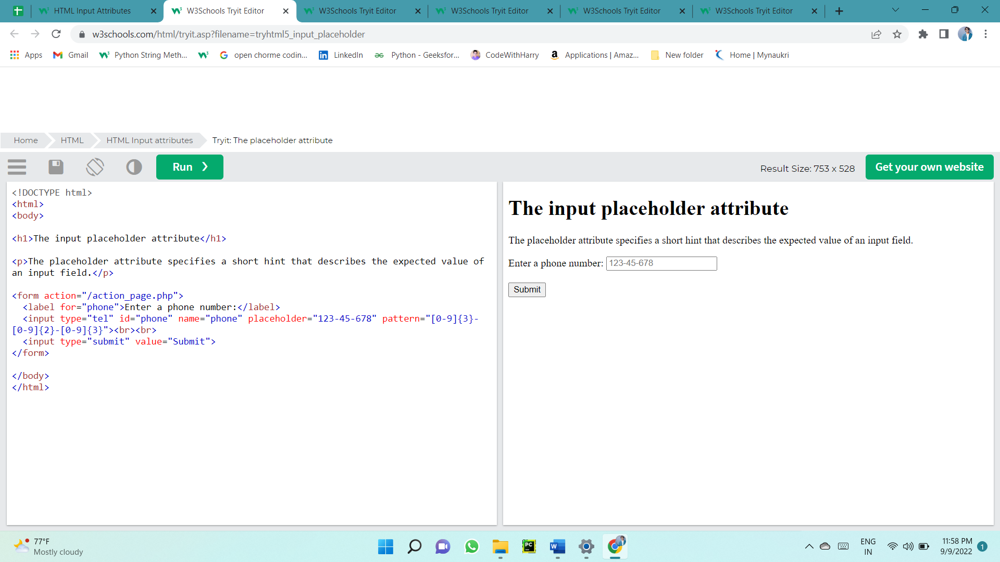 HTML Input Attributes
W3Schools Tryit Editor
W3Schools Tryit Editor
W3Schools Tryit Editor
W3Schools Tryit Editor
W3Schools Tryit Editor
w3schools.com/html/tryit.asp?filename=tryhtml5_input_placeholder
Apps
Gmail
Python String Meth...
open chorme codin...
LinkedIn
Python - Geeksfor...
CodeWithHarry
Applications | Amaz...
New folder
Home | Mynaukri
Home
HTML
HTML Input attributes
Tryit: The placeholder attribute
Run ❯
Result Size: 753 x 528
Get your own website
<!DOCTYPE html>
<html>
<body>
<h1>The input placeholder attribute</h1>
<p>The placeholder attribute specifies a short hint that describes the expected value of
an input field.</p>
<form action="/action_page.php">
<label for="phone">Enter a phone number:</label>
<input type="tel" id="phone" name="phone" placeholder="123-45-678" pattern="[0-9]{3}-
[0-9]{2}-[0-9]{3}"><br><br>
<input type="submit" value="Submit">
</form>
</body>
</html>
The input placeholder attribute
The placeholder attribute specifies a short hint that describes the expected value of an input field.
Enter a phone number: 123-45-678
Submit
77°F
Mostly cloudy
PC
W
ENG
IN
11:58 PM
9/9/2022
1